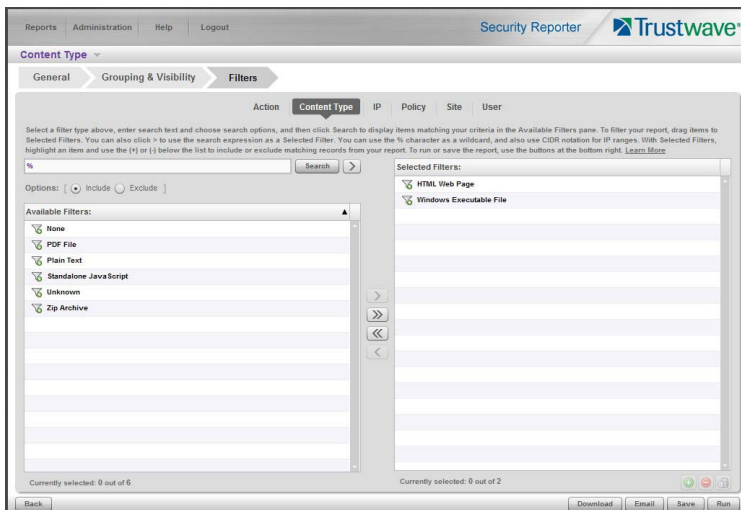 Reports Administration Help Logout
Security Reporter Trustwave®
Content Type
General Grouping & Visibility Filters
Action Content Type IP Policy Site User
Select a filter type above, enter search text and choose search options, and then click Search to display items matching your criteria in the Available Filters pane. To filter your report, drag items to
Selected Filters. You can also click > to use the search expression as a Selected Filter. You can use the % character as a wildcard, and also use CIDR notation for IP ranges. With Selected Filters,
highlight an item and use the (+) or (-) below the list to include or exclude matching records from your report. To run or save the report, use the buttons at the bottom right. Learn More
% Search >
Selected Filters:
Options: [ Include Exclude ]
HTML Web Page
Windows Executable File
Available Filters:
None
PDF File
Plain Text
Standalone JavaScript
Unknown
Zip Archive
>
>>
<<
<
Currently selected: 0 out of 6
Currently selected: 0 out of 2
Back Download Email Save Run